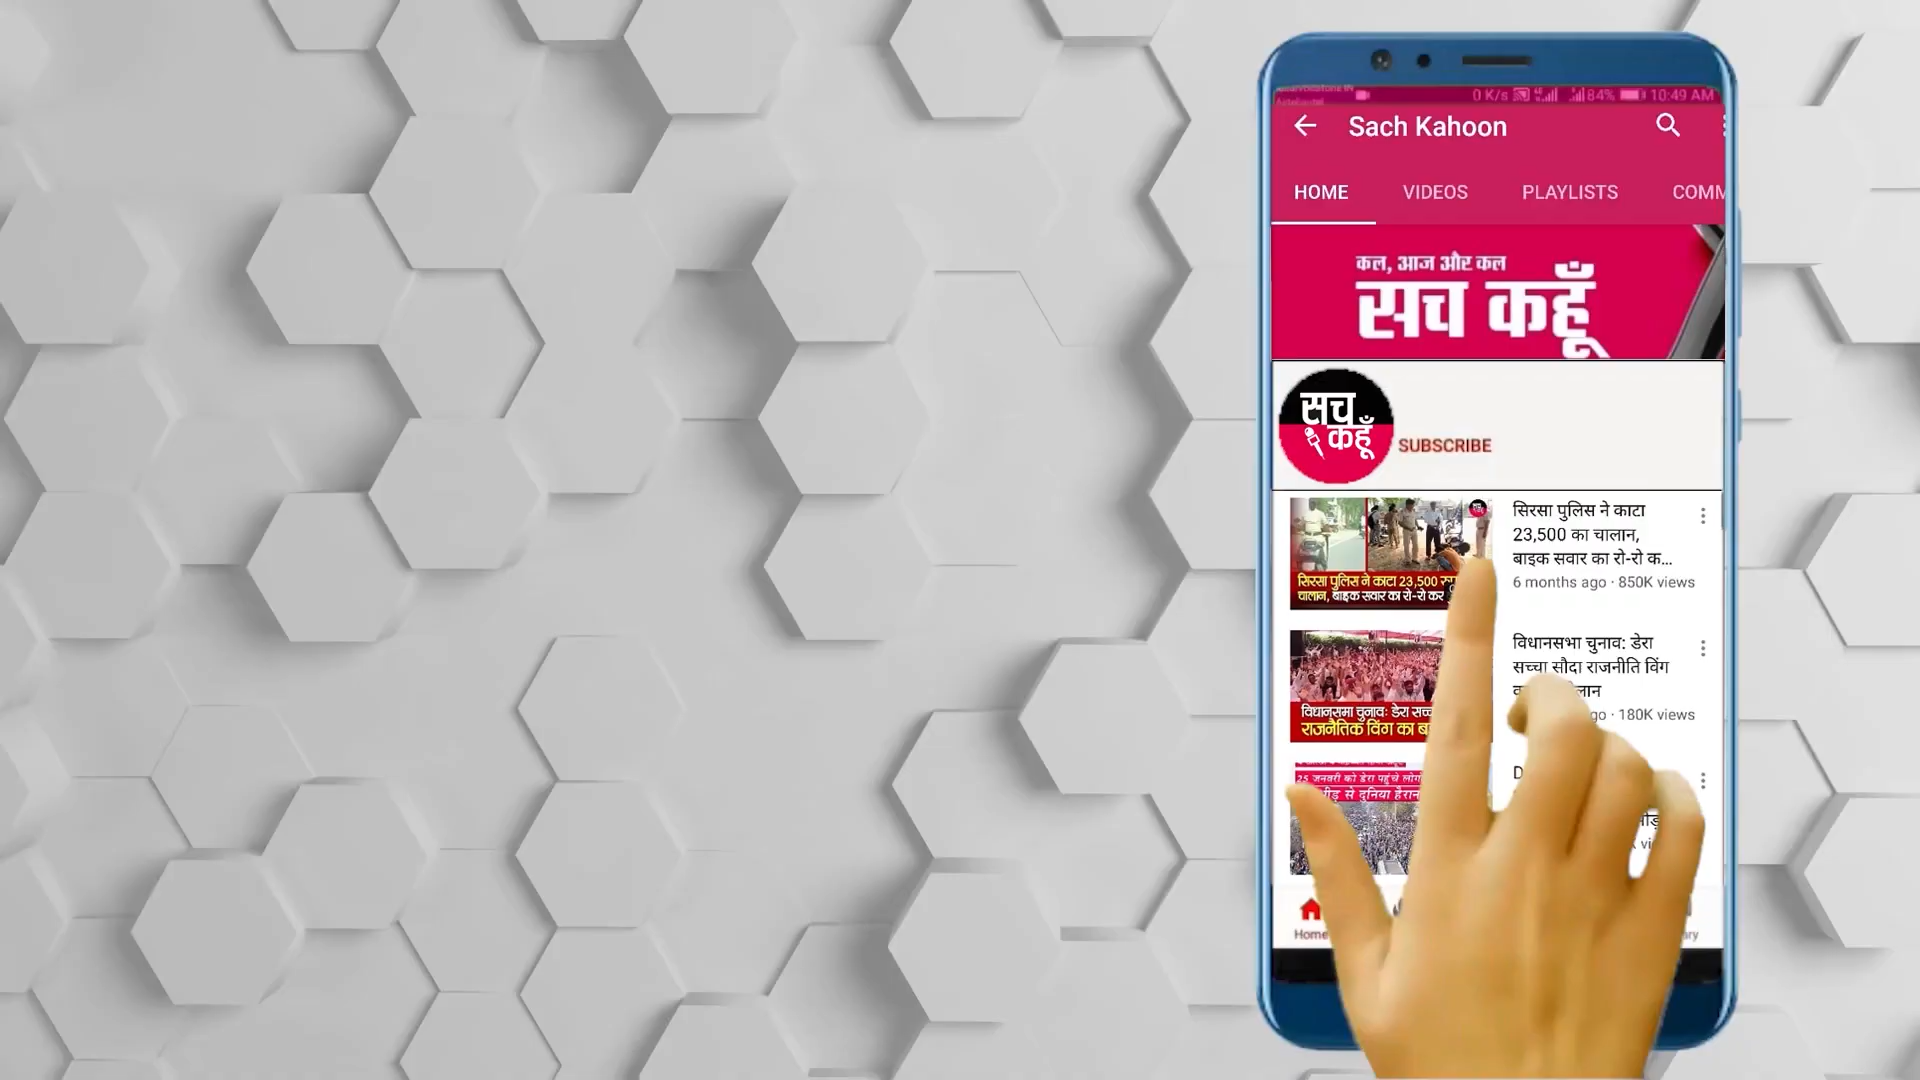 0 K/s 84% 10:49 AM
Sach Kahoon
HOME VIDEOS PLAYLISTS COMM
कल, आज और कल
सच कहूँ
सच
कहूँ
SUBSCRIBE
सिरसा पुलिस ने काटा 23,500
चालान, बाइक सवार का रो-रो कर
सिरसा पुलिस ने काटा
23,500 का चालान,
बाइक सवार का रो-रो क...
6 months ago · 850K views
विधानसभा चुनावः डेरा
राजनैतिक विंग का
विधानसभा चुनाव: डेरा
सच्चा सौदा राजनीति विंग
लान
go · 180K views
25 जनवरी को डेरा पहुंचे लोगों
से दुनिया हैरान
D
Home
ary